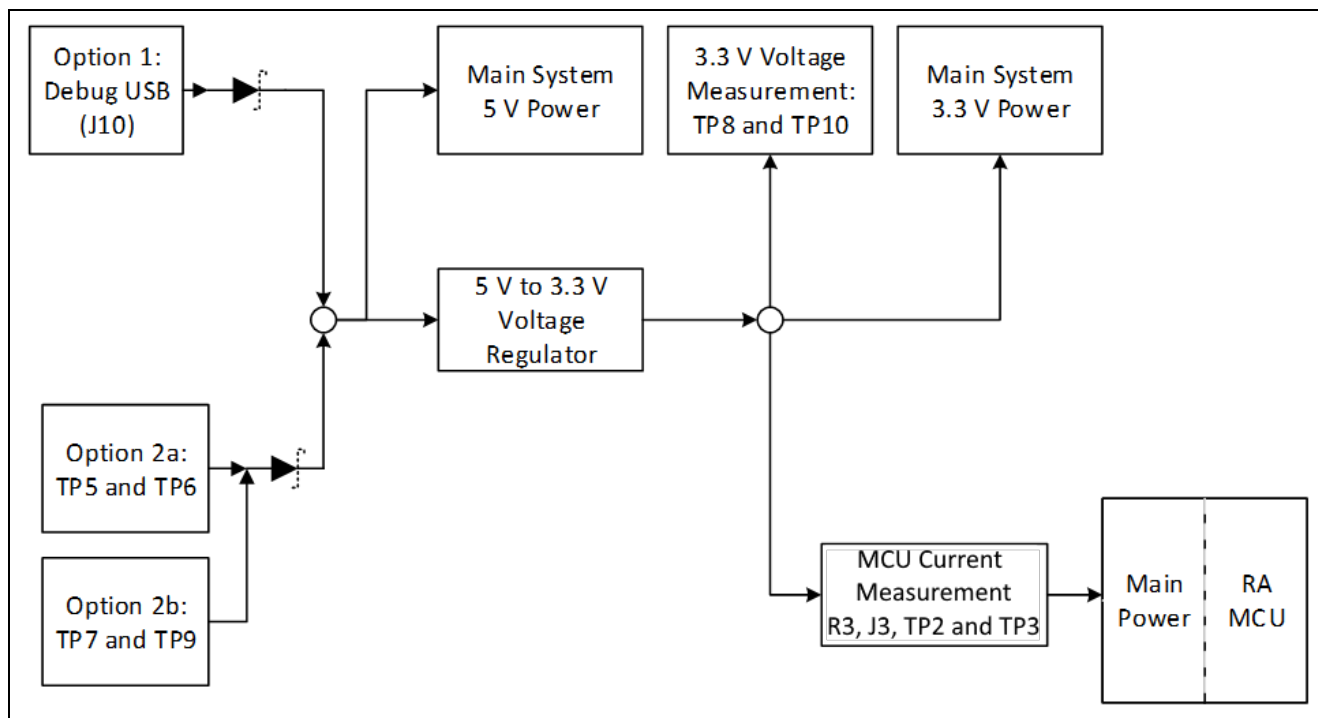 Option 1:
Debug USB
(J10)
Main System
5 V Power
3.3 V Voltage
Measurement:
TP8 and TP10
Main System
3.3 V Power
5 V to 3.3 V
Voltage
Regulator
Option 2a:
TP5 and TP6
Option 2b:
TP7 and TP9
MCU Current
Measurement
R3, J3, TP2 and TP3
Main
Power
RA
MCU